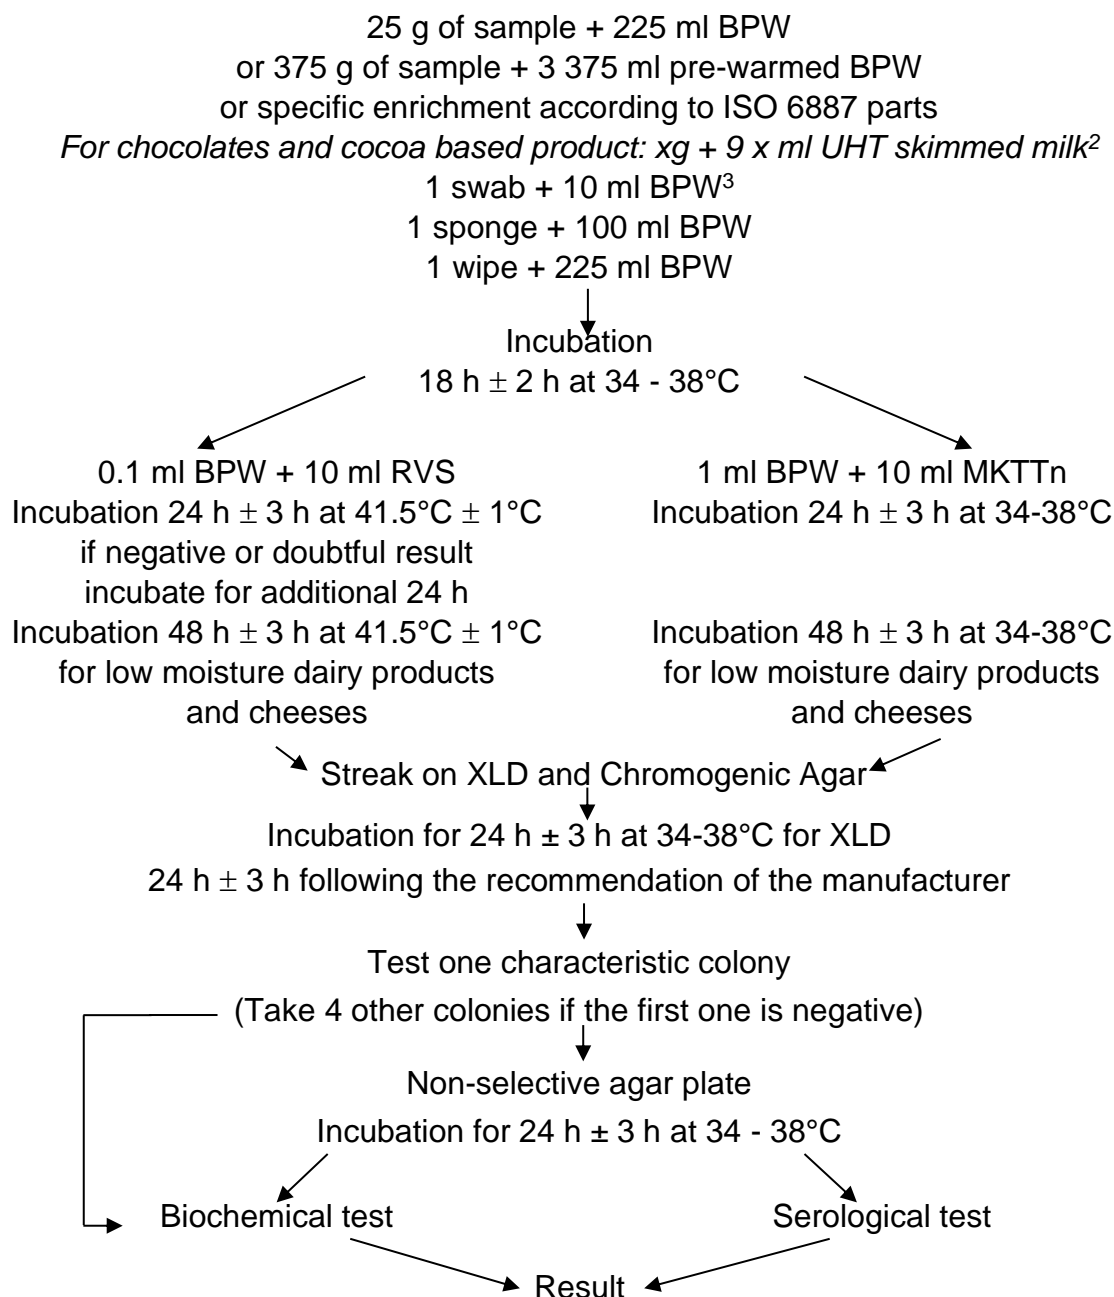 25 g of sample + 225 ml BPW
or 375 g of sample + 3 375 ml pre-warmed BPW
or specific enrichment according to ISO 6887 parts
For chocolates and cocoa based product: xg + 9 x ml UHT skimmed milk²
1 swab + 10 ml BPW³
1 sponge + 100 ml BPW
1 wipe + 225 ml BPW
Incubation
18 h ± 2 h at 34 - 38°C
0.1 ml BPW + 10 ml RVS
Incubation 24 h ± 3 h at 41.5°C ± 1°C
if negative or doubtful result
incubate for additional 24 h
Incubation 48 h ± 3 h at 41.5°C ± 1°C
for low moisture dairy products
and cheeses
1 ml BPW + 10 ml MKTTn
Incubation 24 h ± 3 h at 34-38°C
Incubation 48 h ± 3 h at 34-38°C
for low moisture dairy products
and cheeses
Streak on XLD and Chromogenic Agar
Incubation for 24 h ± 3 h at 34-38°C for XLD
24 h ± 3 h following the recommendation of the manufacturer
Test one characteristic colony
(Take 4 other colonies if the first one is negative)
Non-selective agar plate
Incubation for 24 h ± 3 h at 34 - 38°C
Biochemical test
Serological test
Result